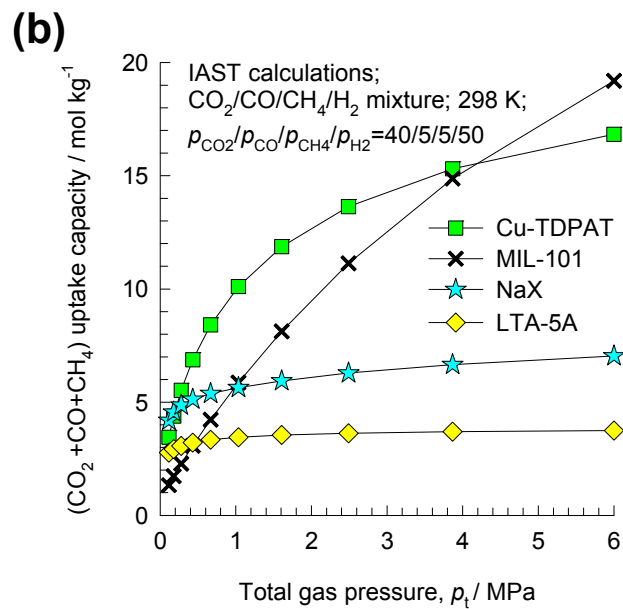 (b)
IAST calculations;
CO2/CO/CH4/H2 mixture; 298 K;
pCO2/pCO/pCH4/pH2=40/5/5/50
(CO2 +CO+CH4) uptake capacity / mol kg-1
20
15
10
5
0
Cu-TDPAT
MIL-101
NaX
LTA-5A
0 1 2 3 4 5 6
Total gas pressure, pt / MPa